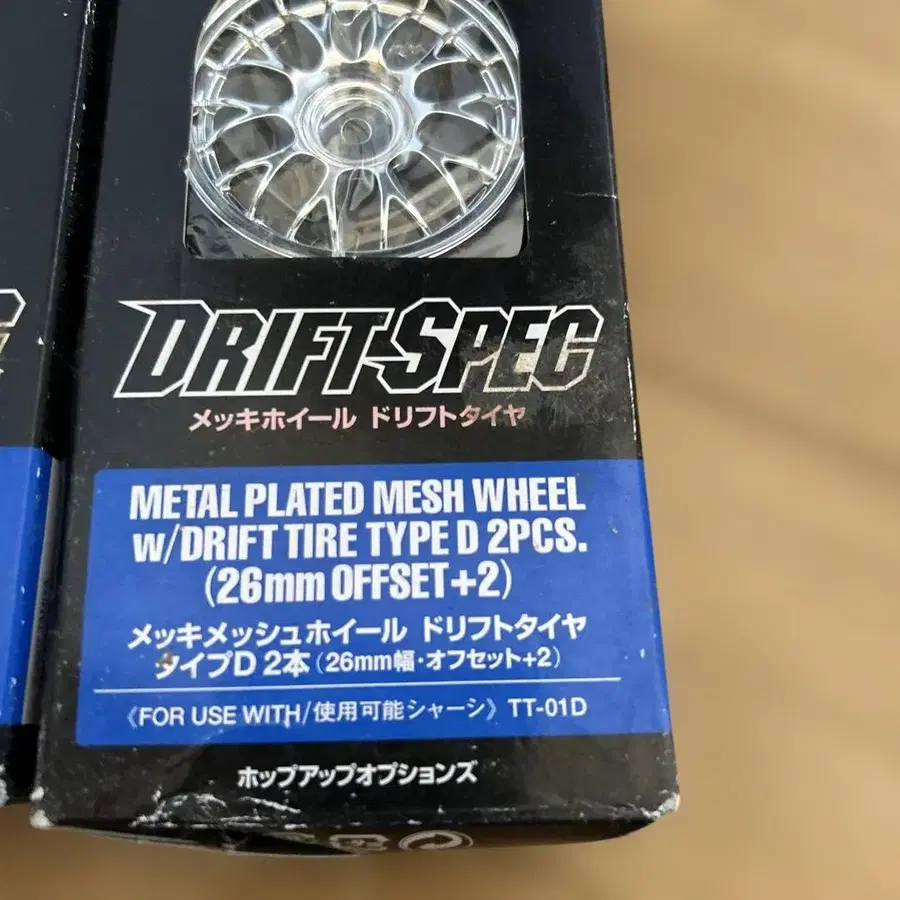 DRIFT-SPEC
メッキホイール ドリフトタイヤ
METAL PLATED MESH WHEEL
W/DRIFT TIRE TYPE D 2PCS.
(26mm OFFSET+2)
メッキメッシュホイール ドリフトタイヤ
タイプD 2本(26mm幅・オフセット+2)
《FOR USE WITH/使用可能シャーシ》 TT-01D
ホップアップオプションズ